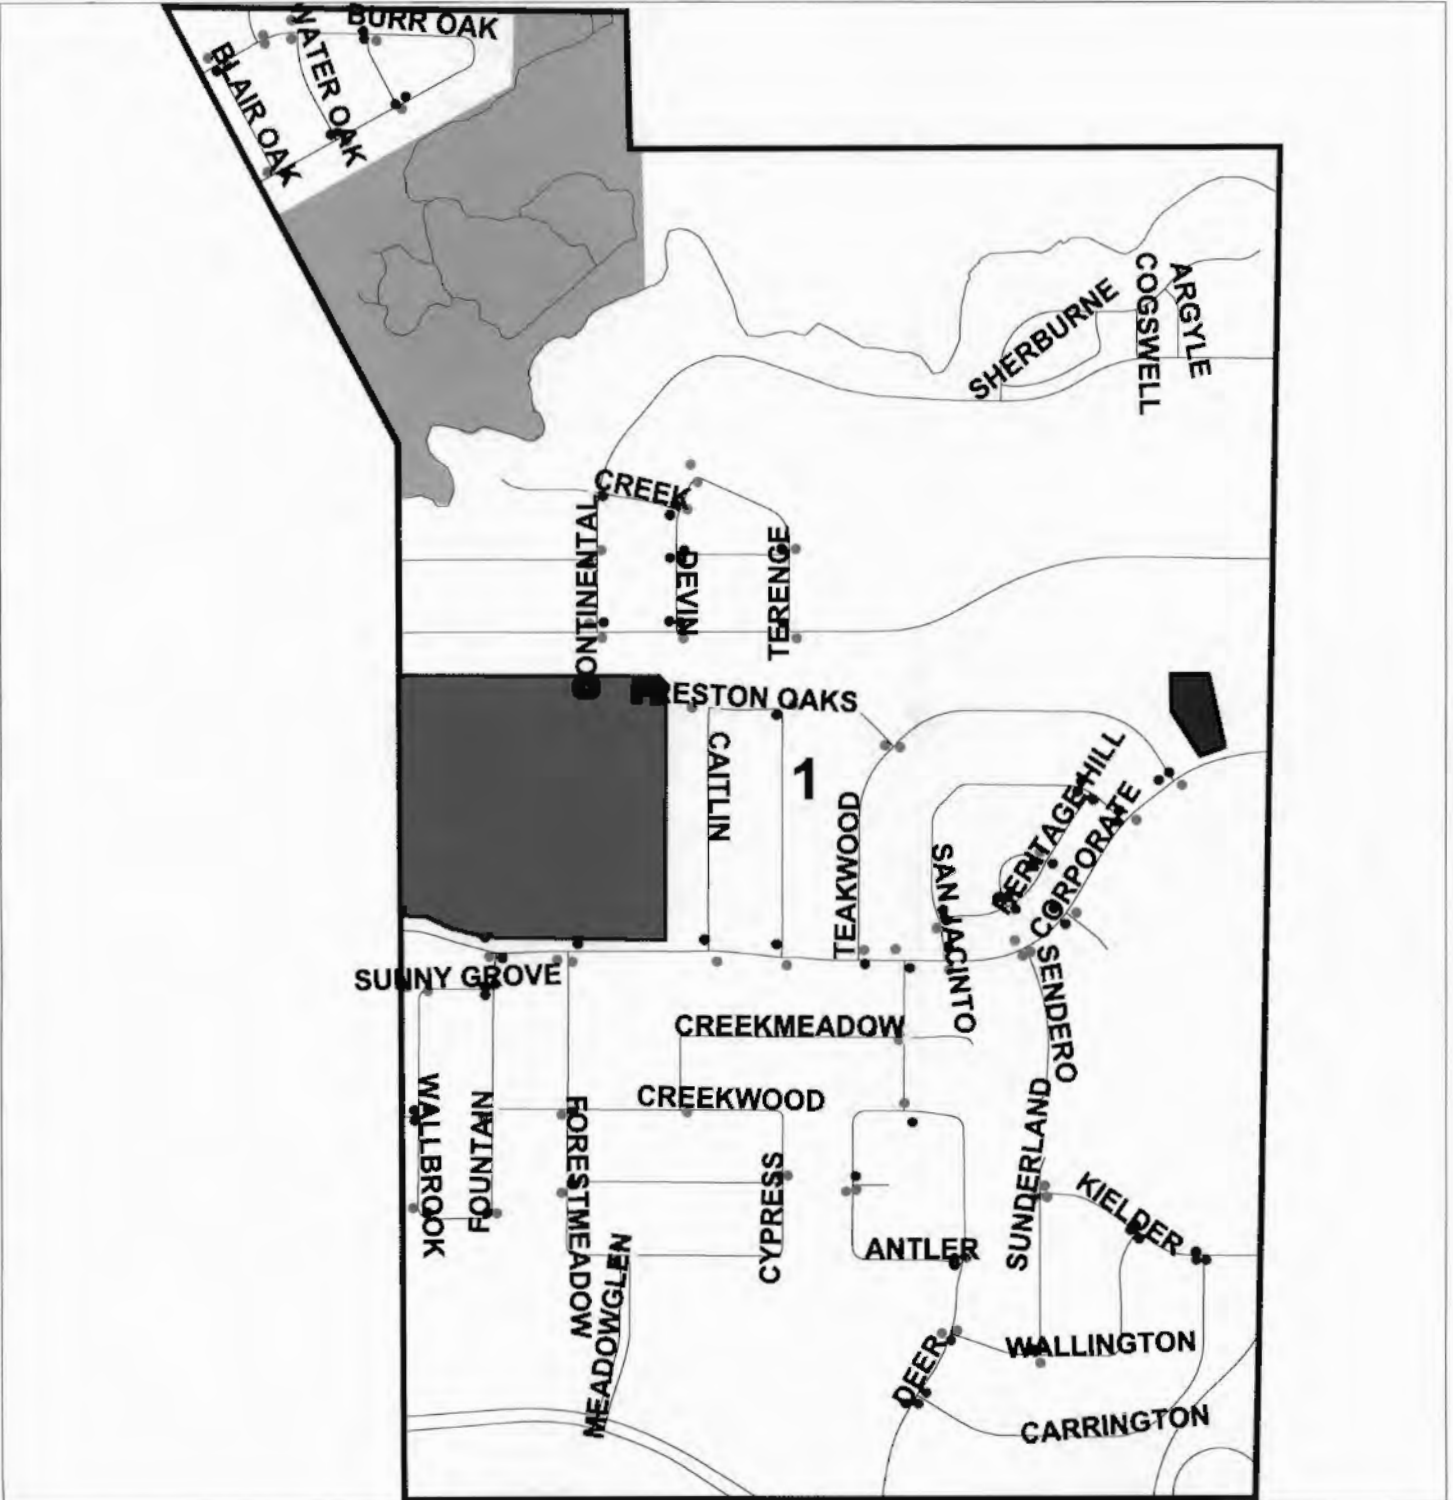 BURR OAK
WATER OAK
BLAIR OAK
ARGYLE
COGSWELL
SHERBURNE
CREEK
CONTINENTAL
DEVIN
TERENCE
PRESTON OAKS
CAITLIN
1
HERITAGE HILL
CORPORATE
TEAKWOOD
SAN JACINTO
SUNNY GROVE
SENDERO
CREEKMEADOW
CREEKWOOD
WALLBROOK
FOUNTAIN
FORESTMEADOW
CYPRESS
SUNDERLAND
KIELDER
ANTLER
MEADOWGLEN
DEER
WALLINGTON
CARRINGTON